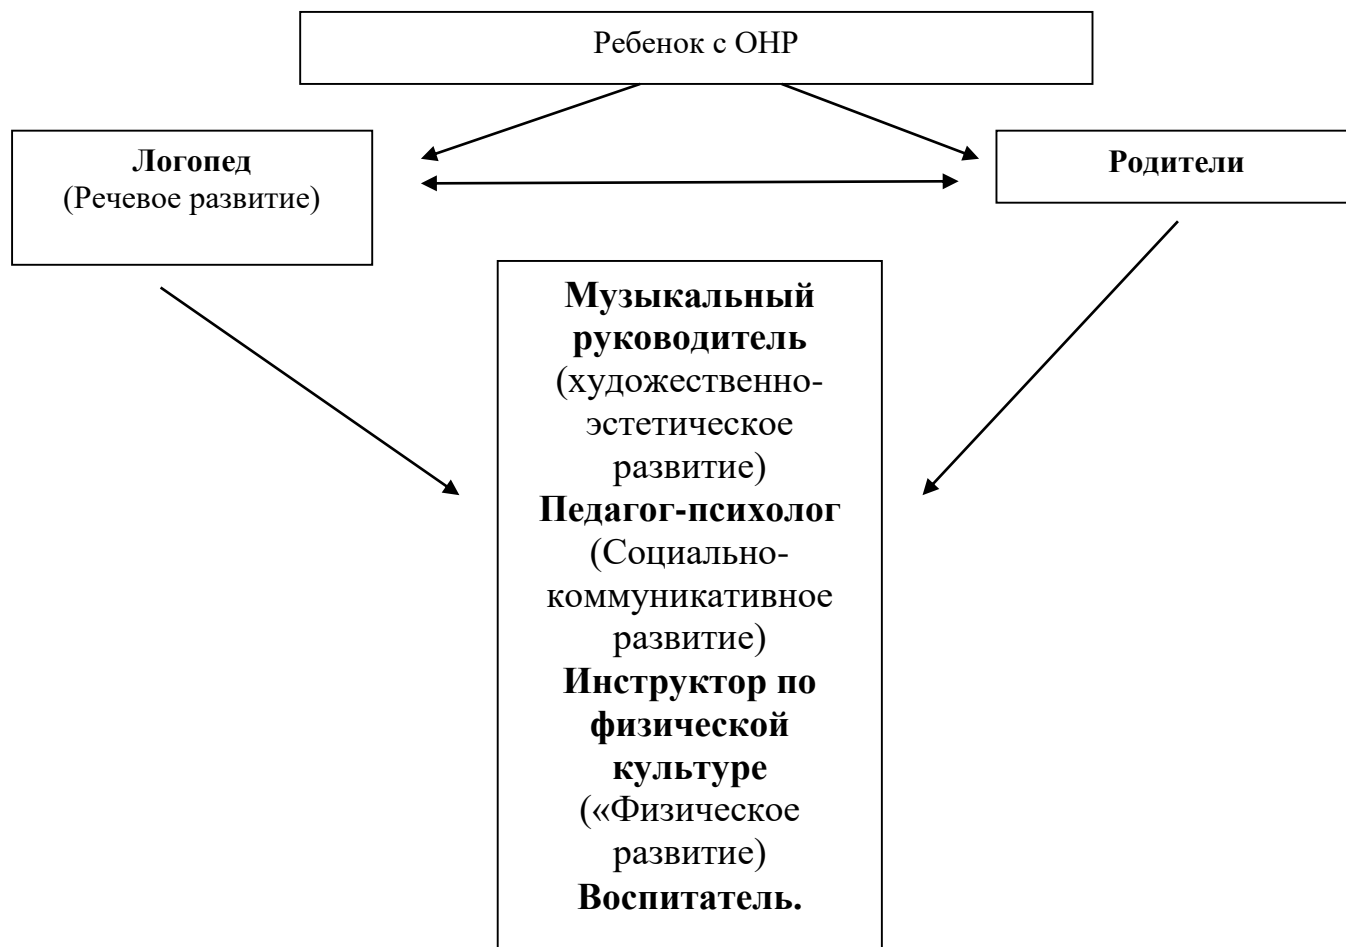 Ребенок с ОНР
Логопед
(Речевое развитие)
Родители
Музыкальный
руководитель
(художественно-
эстетическое
развитие)
Педагог-психолог
(Социально-
коммуникативное
развитие)
Инструктор по
физической
культуре
(«Физическое
развитие)
Воспитатель.